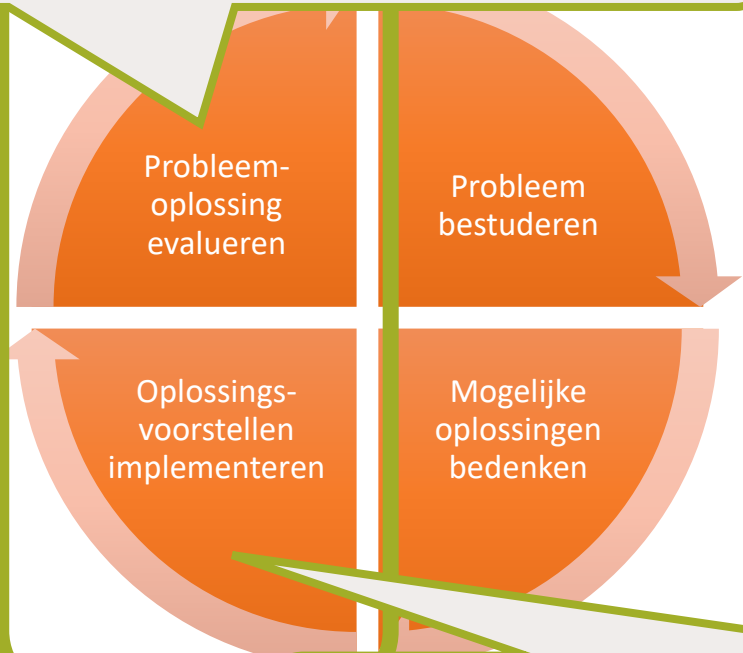 Probleem-
oplossing
evalueren
Probleem
bestuderen
Oplossings-
voorstellen
implementeren
Mogelijke
oplossingen
bedenken